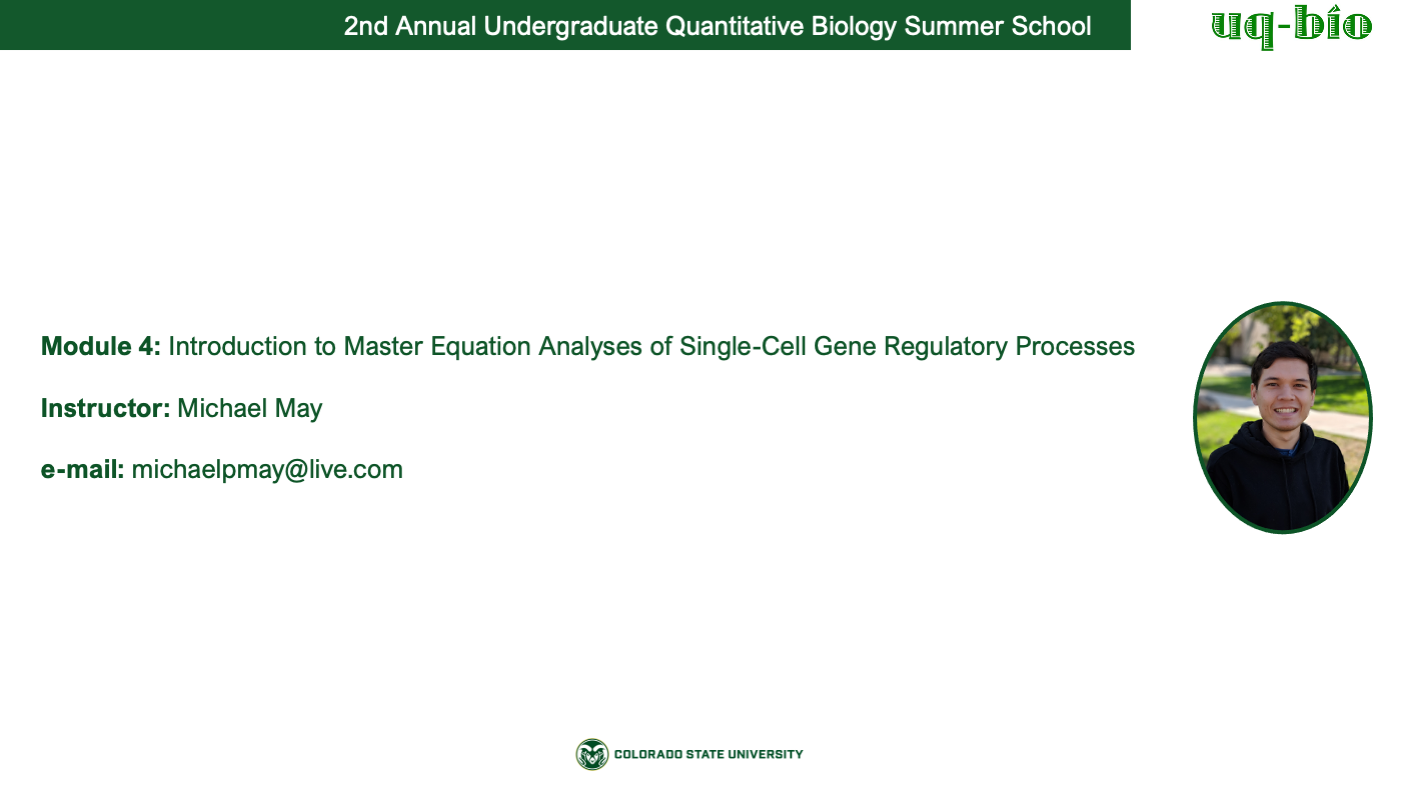 2nd Annual Undergraduate Quantitative Biology Summer School
uq-bio
Module 4: Introduction to Master Equation Analyses of Single-Cell Gene Regulatory Processes
Instructor: Michael May
e-mail: michaelpmay@live.com
COLORADO STATE UNIVERSITY